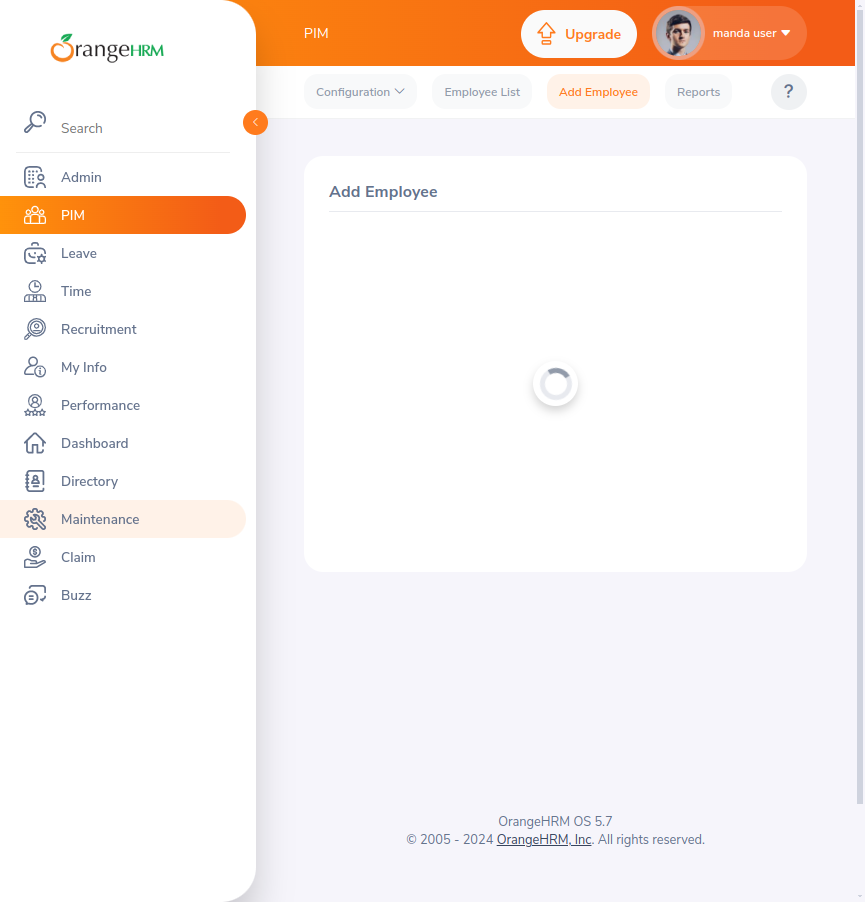 OrangeHRM
Search
Admin
PIM
Leave
Time
Recruitment
My Info
Performance
Dashboard
Directory
Maintenance
Claim
Buzz
PIM
Upgrade
manda user
Configuration
Employee List
Add Employee
Reports
?
Add Employee
OrangeHRM OS 5.7
© 2005 - 2024 OrangeHRM, Inc. All rights reserved.